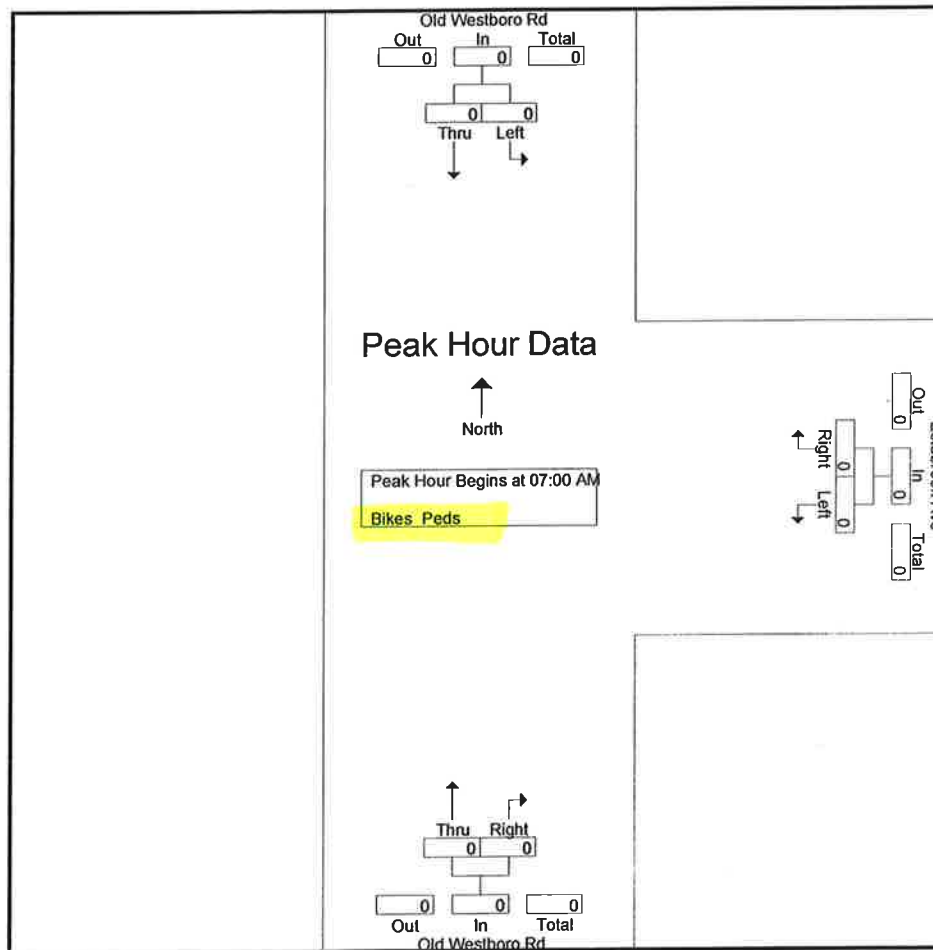 Old Westboro Rd
Out In Total
0 0 0
0 0
Thru Left
Peak Hour Data
North
Peak Hour Begins at 07:00 AM
Bikes Peds
Right Left
0 0
Out In Total
0 0 0
Thru Right
0 0
0 0 0
Out In Total
Old Westboro Rd